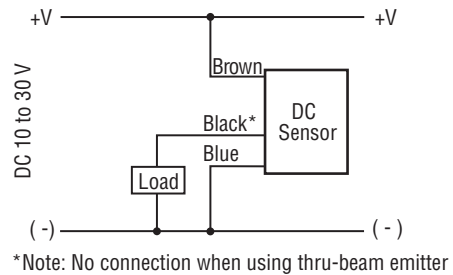 +V +V
Brown
DC 10 to 30 V
DC
Sensor
Black*
Blue
Load
( -) ( - )
*Note: No connection when using thru-beam emitter